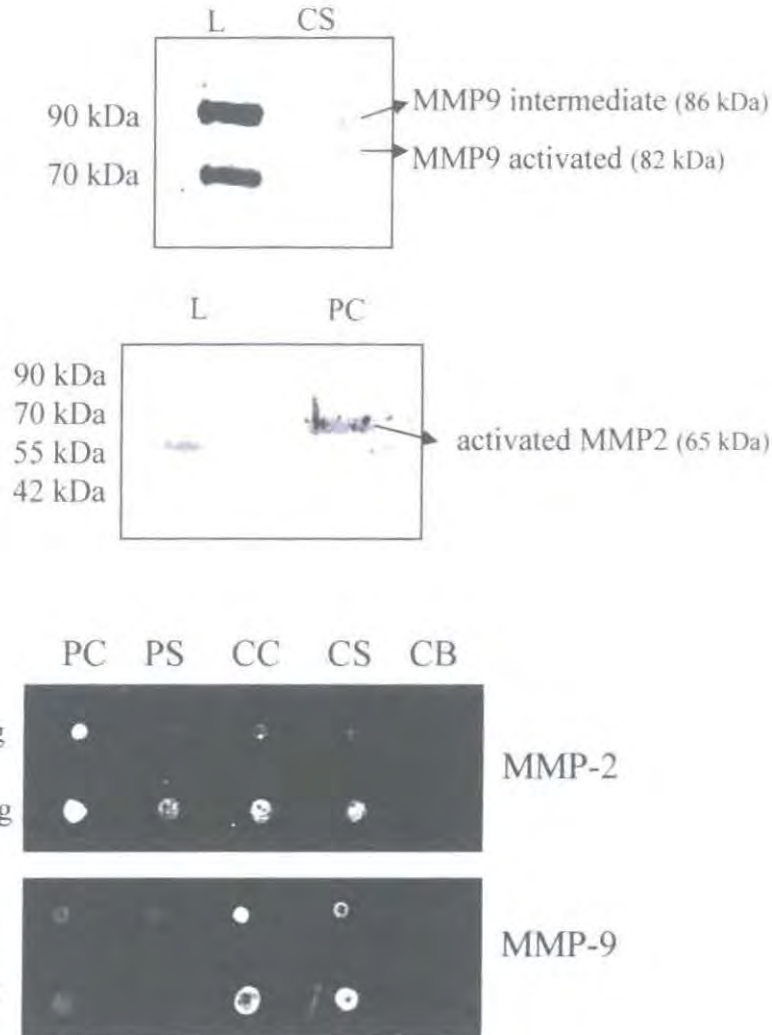 L CS
90 kDa
MMP9 intermediate (86 kDa)
MMP9 activated (82 kDa)
70 kDa
L PC
90 kDa
70 kDa
55 kDa
42 kDa
activated MMP2 (65 kDa)
PC PS CC CS CB
g
MMP-2
g
MMP-9